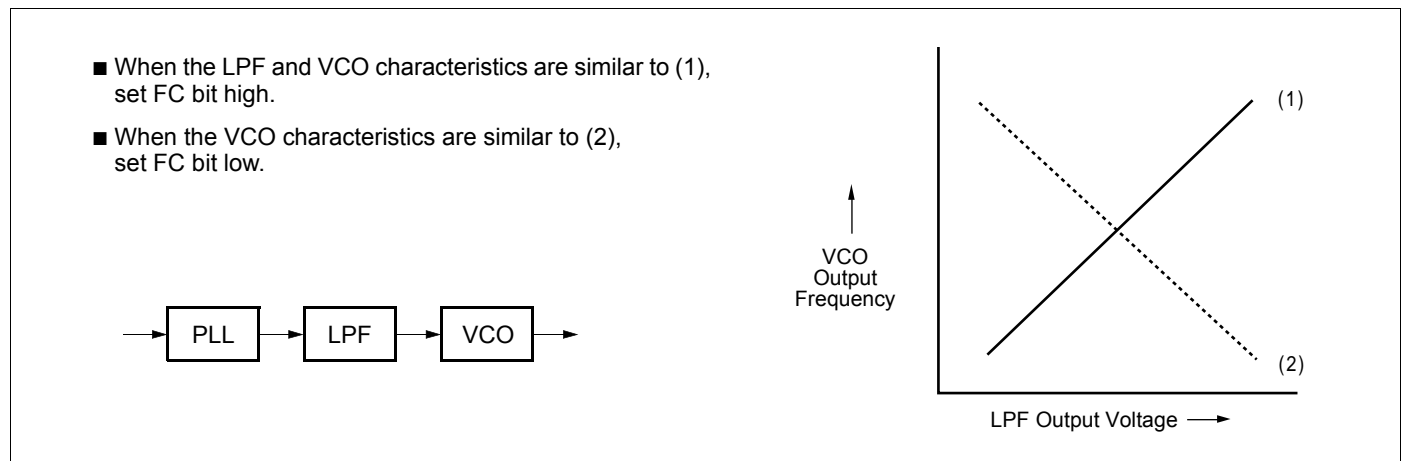 ■ When the LPF and VCO characteristics are similar to (1),
set FC bit high.
■ When the VCO characteristics are similar to (2),
set FC bit low.
PLL
LPF
VCO
VCO
Output
Frequency
(1)
(2)
LPF Output Voltage